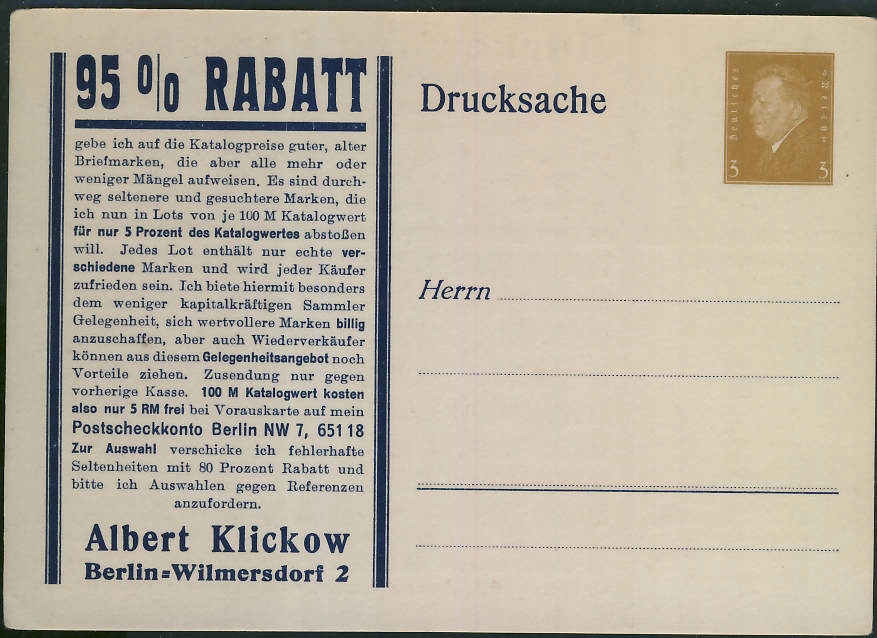 95 % RABATT
gebe ich auf die Katalogpreise guter, alter
Briefmarken, die aber alle mehr oder
weniger Mängel aufweisen. Es sind durch-
weg seltenere und gesuchtere Marken, die
ich nun in Lots von je 100 M Katalogwert
für nur 5 Prozent des Katalogwertes abstoßen
will. Jedes Lot enthält nur echte ver-
schiedene Marken und wird jeder Käufer
zufrieden sein. Ich biete hiermit besonders
dem weniger kapitalkräftigen Sammler
Gelegenheit, sich wertvollere Marken billig
anzuschaffen, aber auch Wiederverkäufer
können aus diesem Gelegenheitsangebot noch
Vorteile ziehen. Zusendung nur gegen
vorherige Kasse. 100 M Katalogwert kosten
also nur 5 RM frei bei Vorauskarte auf mein
Postscheckkonto Berlin NW 7, 651 18
Zur Auswahl verschicke ich fehlerhafte
Seltenheiten mit 80 Prozent Rabatt und
bitte ich Auswahlen gegen Referenzen
anzufordern.
Albert Klickow
Berlin=Wilmersdorf 2
Drucksache
Deutsches
Reich
3 3
Herrn